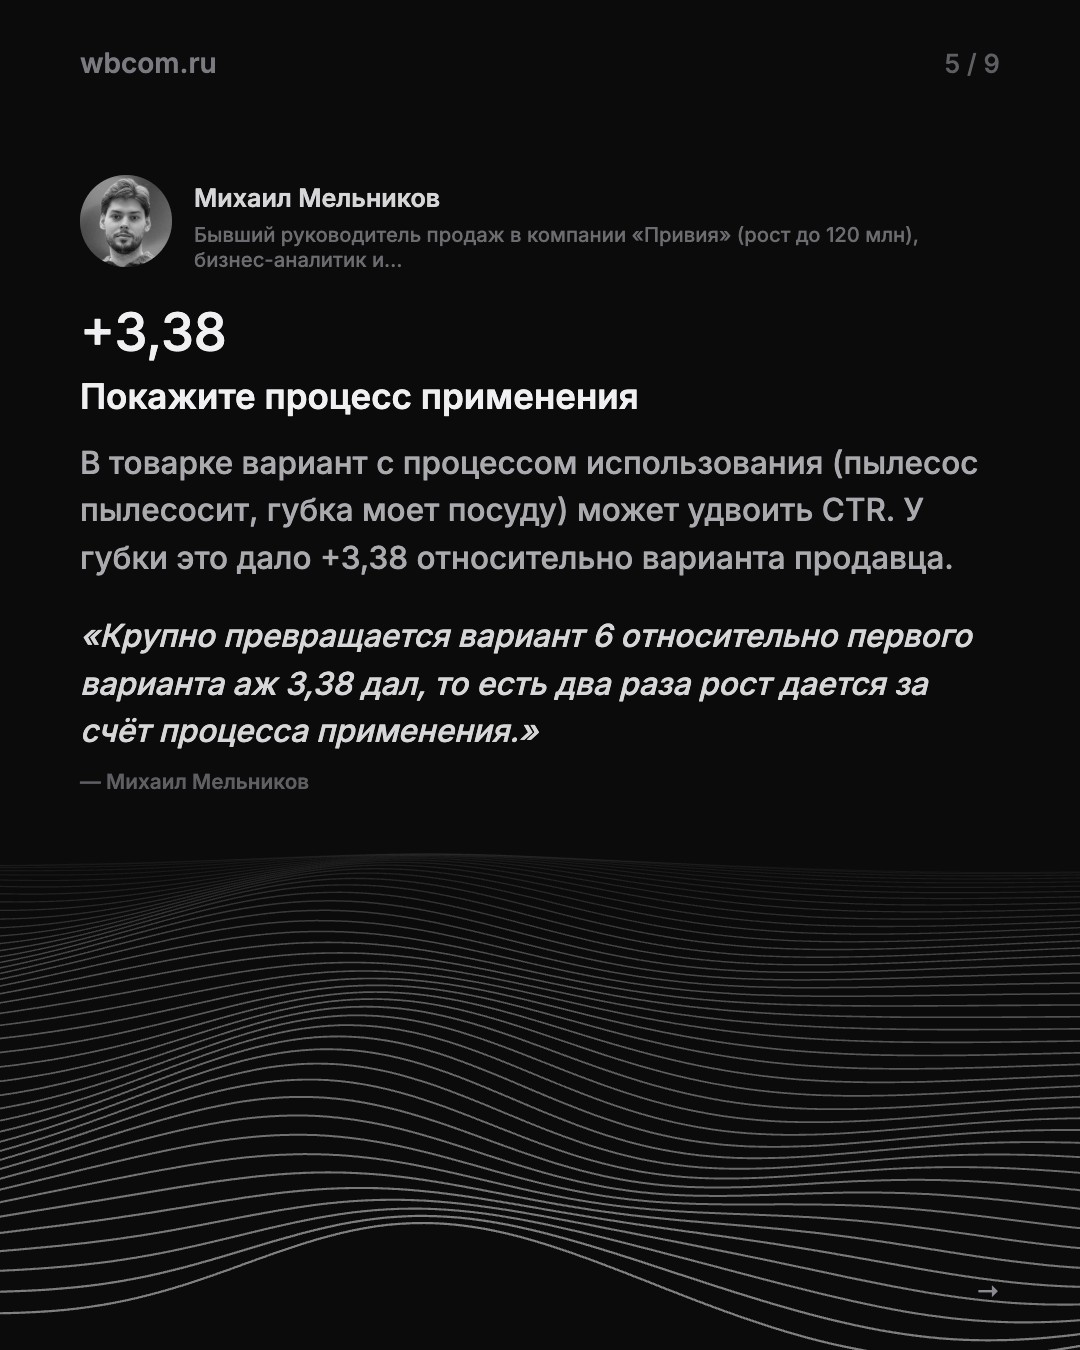 wbcom.ru
5 / 9
Михаил Мельников
Бывший руководитель продаж в компании «Привия» (рост до 120 млн),
бизнес-аналитик и...
+3,38
Покажите процесс применения
В товарке вариант с процессом использования (пылесос
пылесосит, губка моет посуду) может удвоить CTR. У
губки это дало +3,38 относительно варианта продавца.
«Крупно превращается вариант 6 относительно первого
варианта аж 3,38 дал, то есть два раза рост дается за
счёт процесса применения.»
— Михаил Мельников
→